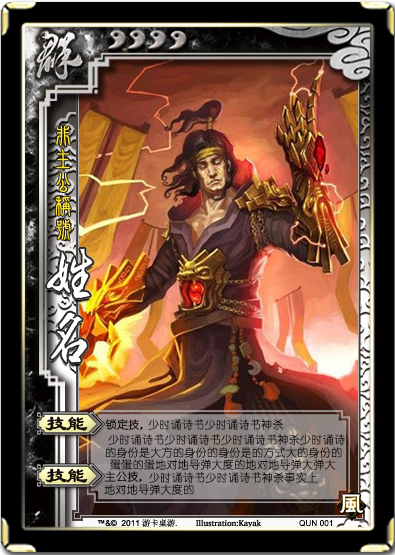 群
非主公稱號
姓名
技能
锁定技，少时诵诗书少时诵诗书神杀
少时诵诗书少时诵诗书少时诵诗书神杀少时诵诗
的身份是大方的身份的身份是的方式大的身份的
蛋蛋的蛋地对地导弹大度的地对地导弹大弹大
技能
主公技，少时诵诗书少时诵诗书神杀事实上
地对地导弹大度的
風
™&© 2011 游卡桌游. Illustration:Kayak QUN 001